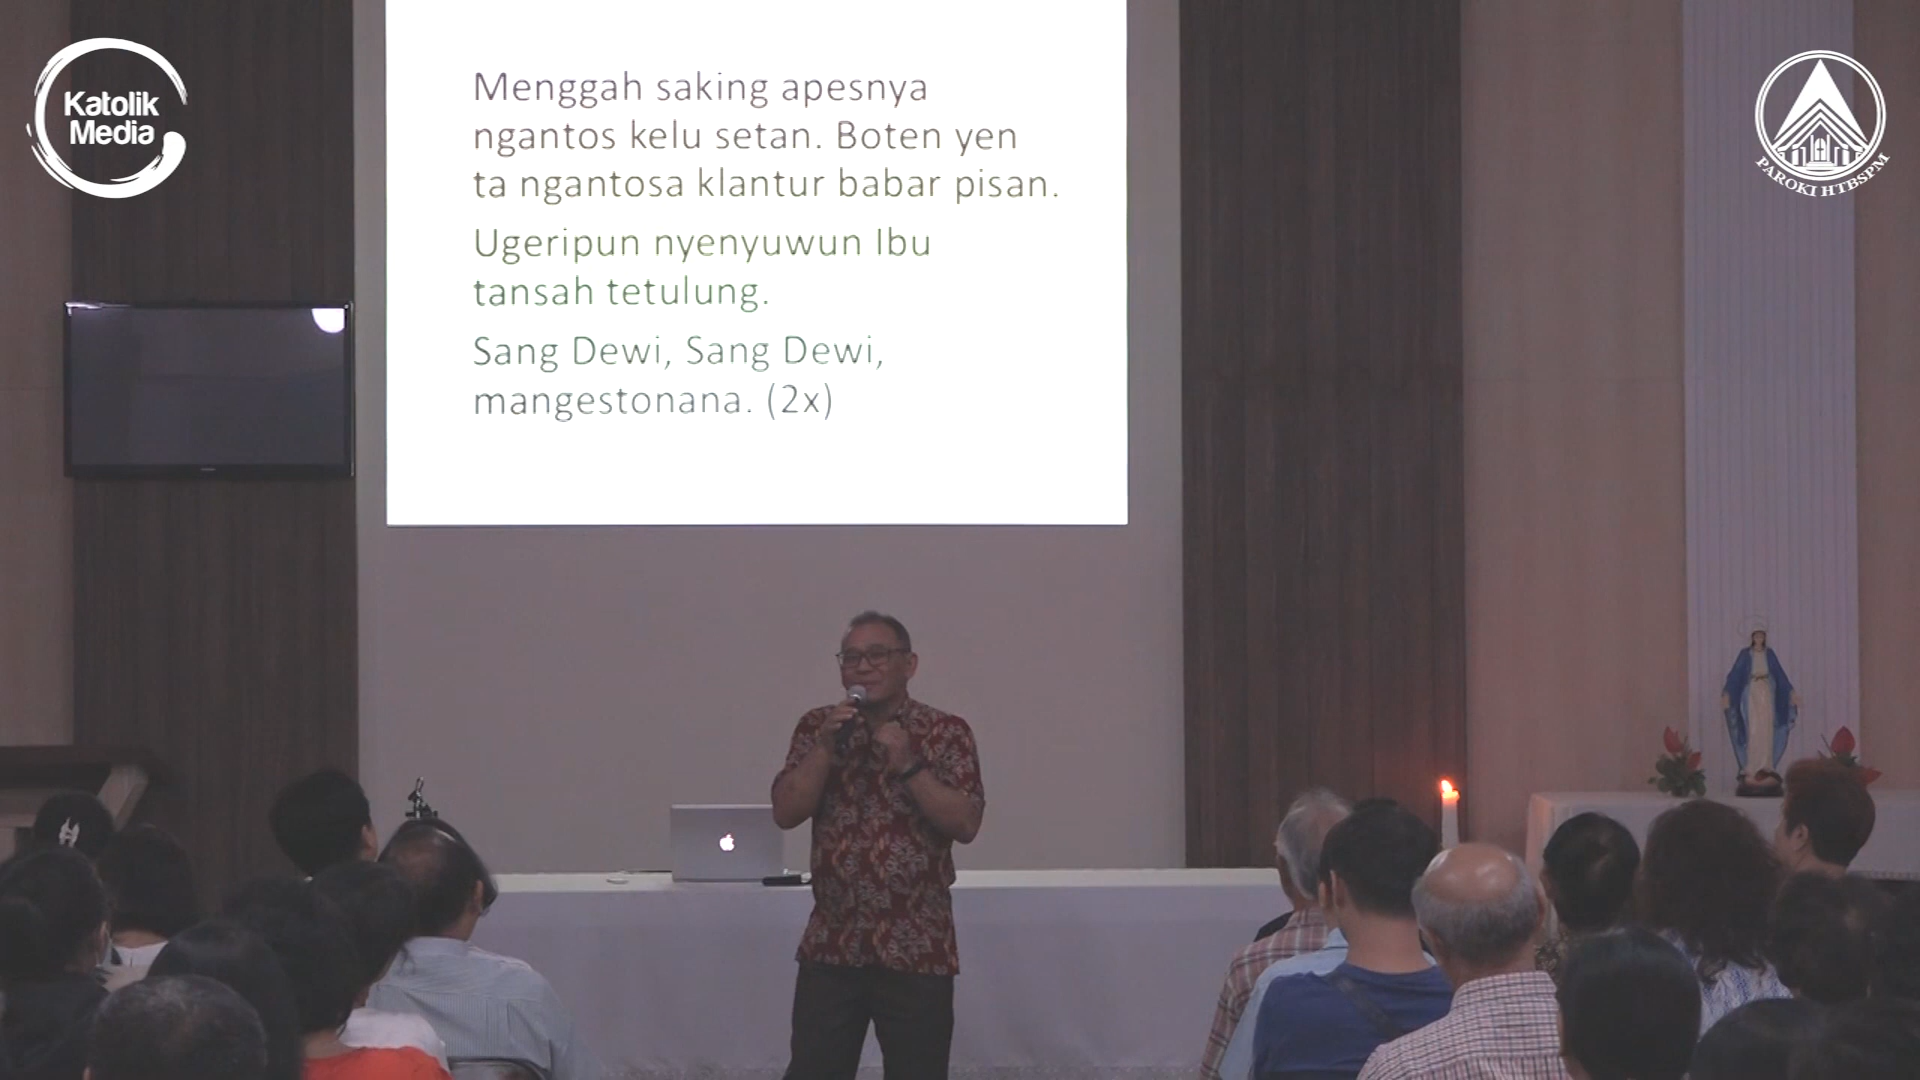 Katolik
Media
Menggah saking apesnya
ngantos kelu setan. Boten yen
ta ngantosa klantur babar pisan.
Ugeripun nyenyuwun Ibu
tansah tetulung.
Sang Dewi, Sang Dewi,
mangestonana. (2x)
PAROKI HTBSPM